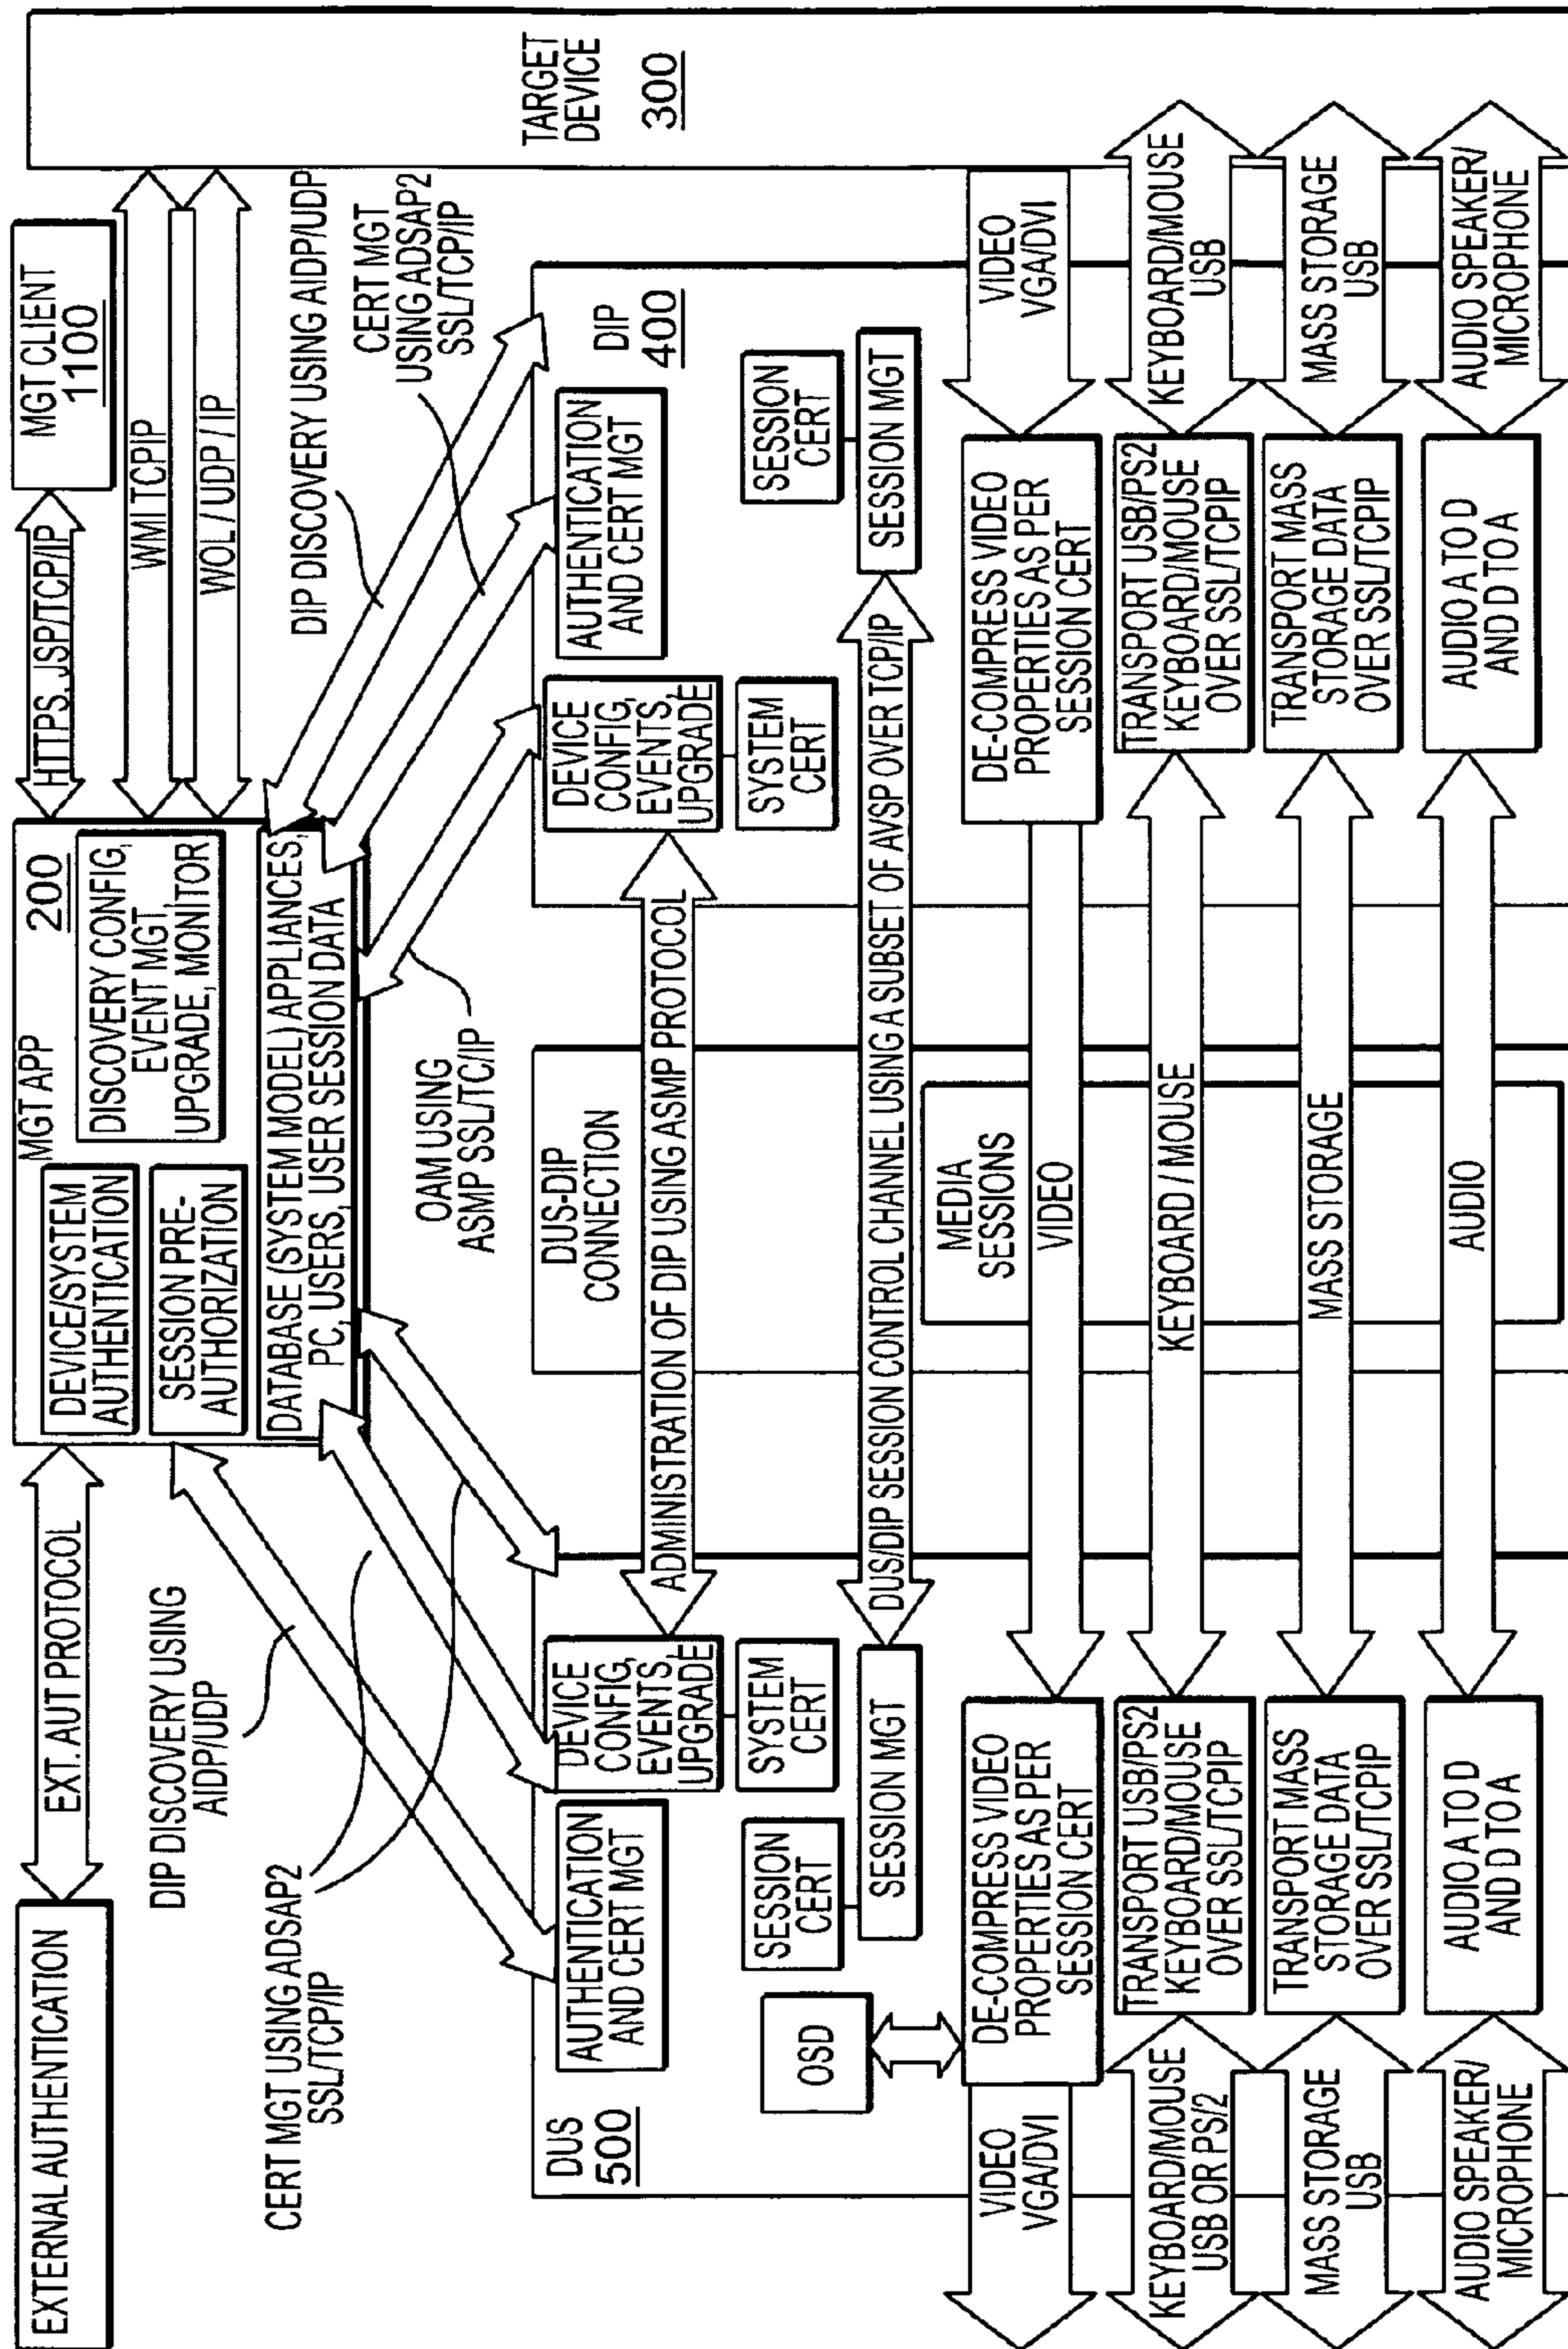 EXTERNAL AUTHENTICATION
EXT. AUT PROTOCOL
MGT APP
200
DEVICE/SYSTEM
AUTHENTICATION
SESSION PRE-
AUTHORIZATION
DISCOVERY CONFIG,
EVENT MGT,
UPGRADE, MONITOR
DATABASE (SYSTEM MODEL) APPLIANCES,
PC, USERS, USER SESSION DATA
HTTPS, JSP/TCP/IP
MGT CLIENT
1100
WMI TCPIP
WOL / UDP / IP
TARGET
DEVICE
300
DIP DISCOVERY USING
AIDP/UDP
CERT MGT USING ADSAP2
SSL/TCP/IP
OAM USING
ASMP SSL/TC/IP
DIP DISCOVERY USING AIDP/UDP
CERT MGT
USING ADSAP2
SSL/TCP/IP
DUS
500
AUTHENTICATION
AND CERT MGT
DEVICE
CONFIG,
EVENTS,
UPGRADE
SYSTEM
CERT
SESSION
CERT
SESSION MGT
OSD
DUS-DIP
CONNECTION
ADMINISTRATION OF DIP USING ASMP PROTOCOL
DUS/DIP SESSION CONTROL CHANNEL USING A SUBSET OF AVSP OVER TCP/IP
DIP
400
DEVICE
CONFIG,
EVENTS,
UPGRADE
SYSTEM
CERT
AUTHENTICATION
AND CERT MGT
SESSION
CERT
SESSION MGT
MEDIA
SESSIONS
VIDEO
VGA/DVI
DE-COMPRESS VIDEO
PROPERTIES AS PER
SESSION CERT
VIDEO
DE-COMPRESS VIDEO
PROPERTIES AS PER
SESSION CERT
VIDEO
VGA/DVI
KEYBOARD/MOUSE
USB OR PS/2
TRANSPORT USB/PS2
KEYBOARD/MOUSE
OVER SSL/TCPIP
KEYBOARD / MOUSE
TRANSPORT USB/PS2
KEYBOARD/MOUSE
OVER SSL/TCPIP
KEYBOARD/MOUSE
USB
MASS STORAGE
USB
TRANSPORT MASS
STORAGE DATA
OVER SSL/TCPIP
MASS STORAGE
TRANSPORT MASS
STORAGE DATA
OVER SSL/TCPIP
MASS STORAGE
USB
AUDIO SPEAKER/
MICROPHONE
AUDIO A TO D
AND D TO A
AUDIO
AUDIO A TO D
AND D TO A
AUDIO SPEAKER/
MICROPHONE